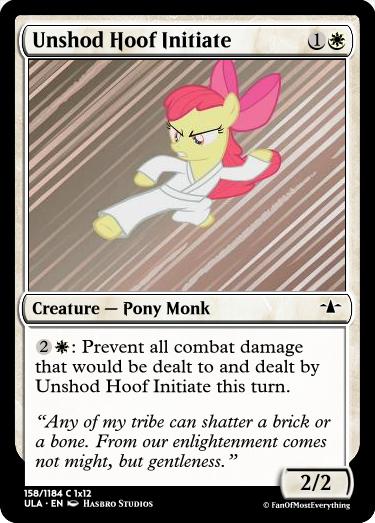 Unshod Hoof Initiate 1
Creature — Pony Monk
2 : Prevent all combat damage
that would be dealt to and dealt by
Unshod Hoof Initiate this turn.
“Any of my tribe can shatter a brick or
a bone. From our enlightenment comes
not might, but gentleness.”
2/2
158/1184 C 1x12
ULA • EN Hasbro Studios
© FanOfMostEverything